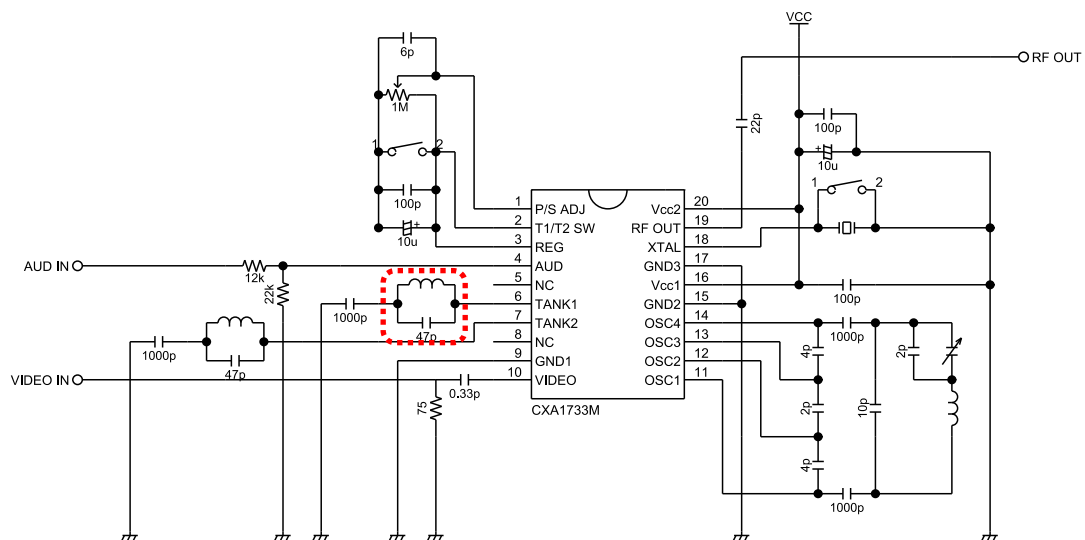 VCC
6p
RF OUT
1M
22p
100p
1
2
10u
1
2
100p
10u
1
P/S ADJ
Vcc2
20
2
T1/T2 SW
RF OUT
19
3
REG
XTAL
18
AUD IN
12k
4
AUD
GND3
17
22k
5
NC
Vcc1
16
100p
1000p
6
TANK1
GND2
15
47p
7
TANK2
OSC4
14
1000p
8
NC
OSC3
13
4p
2p
1000p
47p
9
GND1
OSC2
12
VIDEO IN
0.33p
10
VIDEO
OSC1
11
75
CXA1733M
2p
10p
4p
1000p